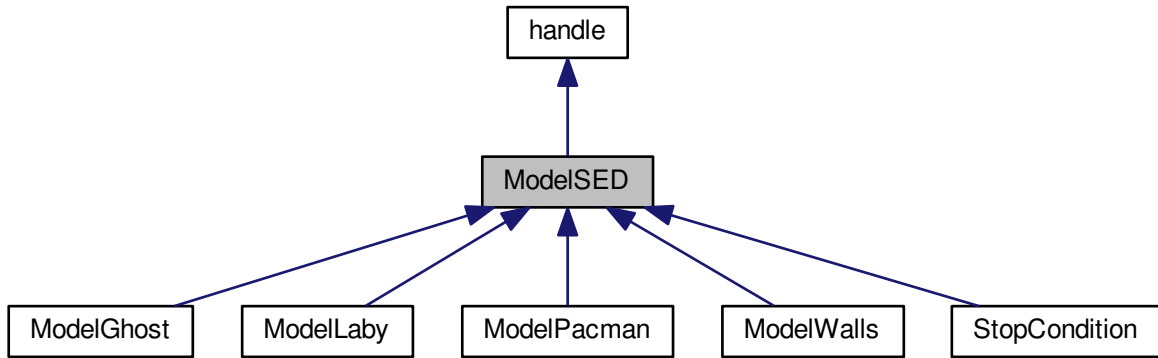 handle
ModelSED
ModelGhost
ModelLaby
ModelPacman
ModelWalls
StopCondition